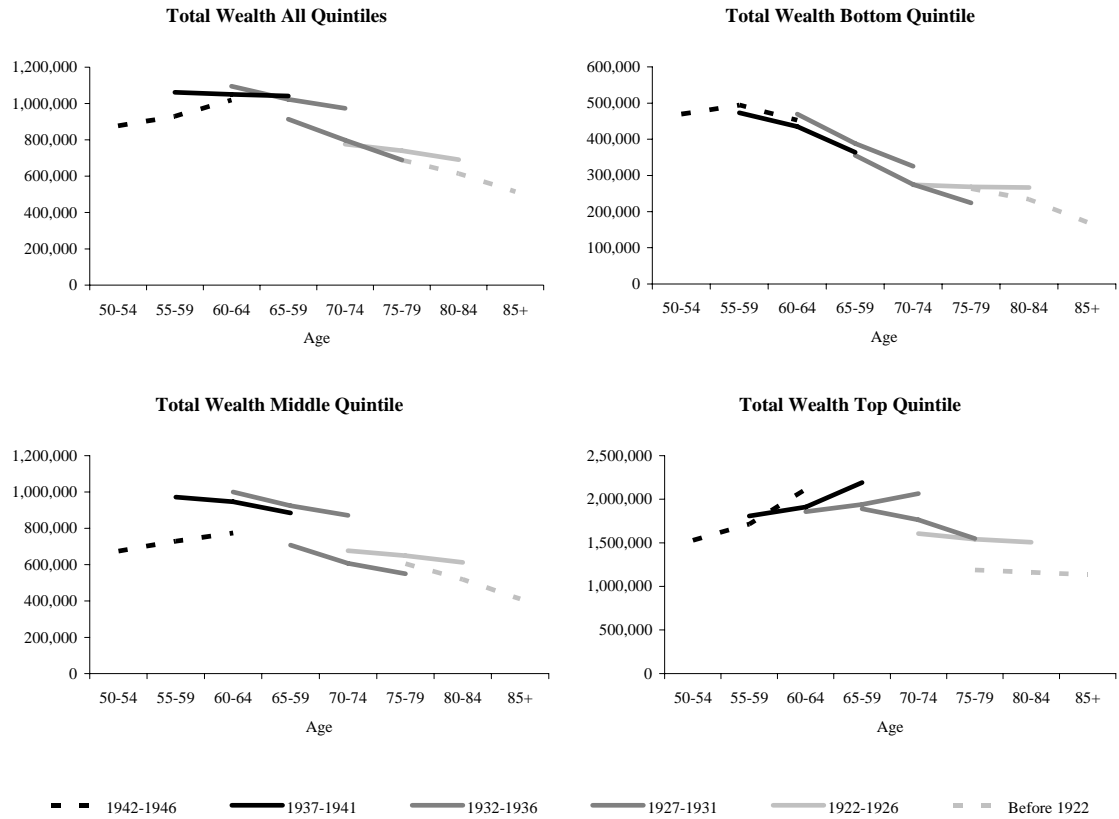 Total Wealth All Quintiles
1,200,000
1,000,000
800,000
600,000
400,000
200,000
0
50-54 55-59 60-64 65-59 70-74 75-79 80-84 85+
Age
Total Wealth Bottom Quintile
600,000
500,000
400,000
300,000
200,000
100,000
0
50-54 55-59 60-64 65-59 70-74 75-79 80-84 85+
Age
Total Wealth Middle Quintile
1,200,000
1,000,000
800,000
600,000
400,000
200,000
0
50-54 55-59 60-64 65-59 70-74 75-79 80-84 85+
Age
Total Wealth Top Quintile
2,500,000
2,000,000
1,500,000
1,000,000
500,000
0
50-54 55-59 60-64 65-59 70-74 75-79 80-84 85+
Age
1942-1946 1937-1941 1932-1936 1927-1931 1922-1926 Before 1922